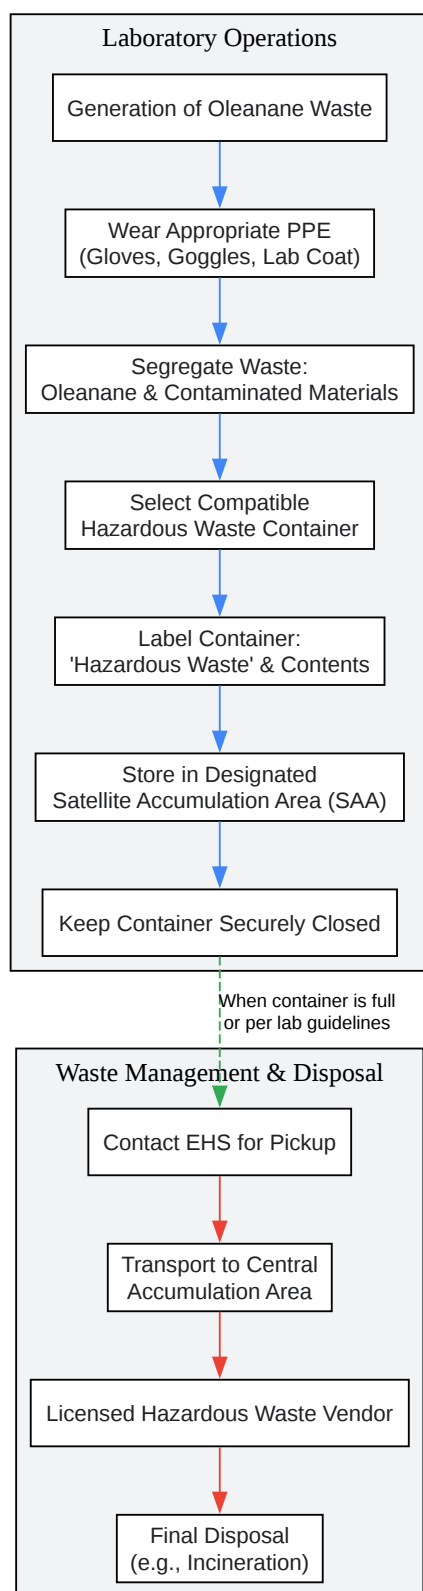 Laboratory Operations
Generation of Oleanane Waste
Wear Appropriate PPE
(Gloves, Goggles, Lab Coat)
Segregate Waste:
Oleanane & Contaminated Materials
Select Compatible
Hazardous Waste Container
Label Container:
'Hazardous Waste' & Contents
Store in Designated
Satellite Accumulation Area (SAA)
Keep Container Securely Closed
When container is full
or per lab guidelines
Waste Management & Disposal
Contact EHS for Pickup
Transport to Central
Accumulation Area
Licensed Hazardous Waste Vendor
Final Disposal
(e.g., Incineration)